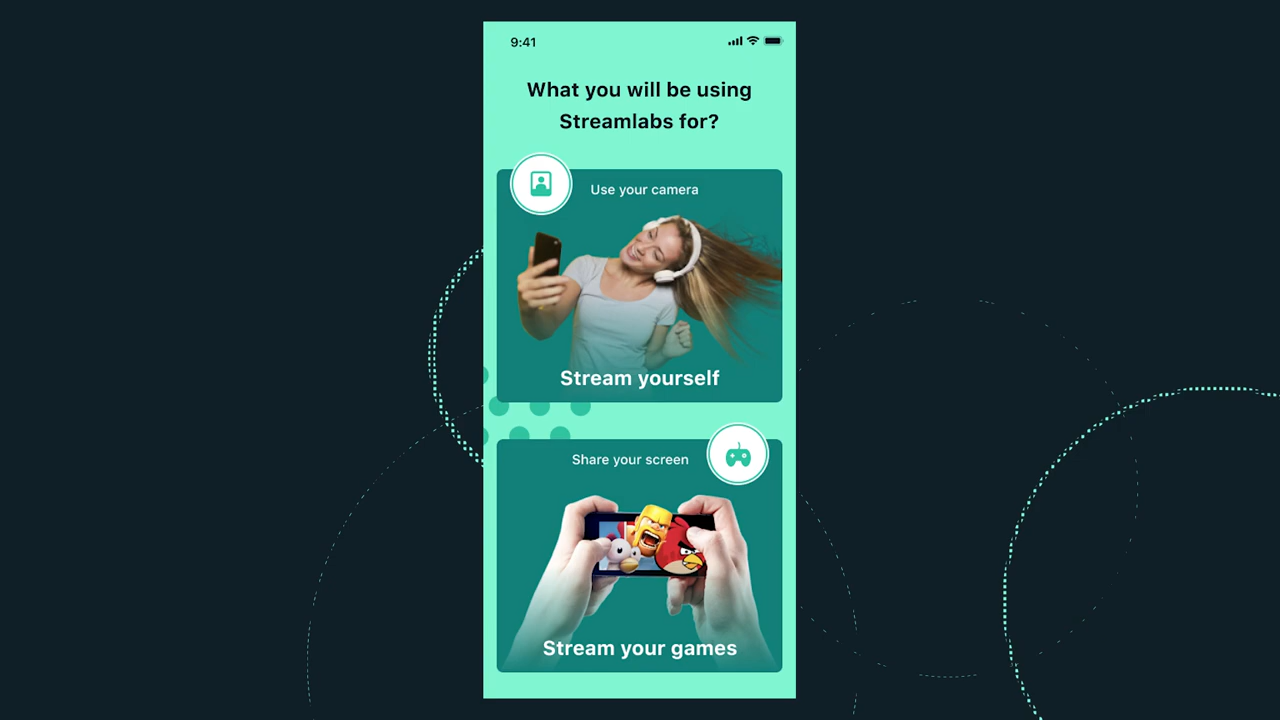 9:41
What you will be using
Streamlabs for?
Use your camera
Stream yourself
Share your screen
Stream your games